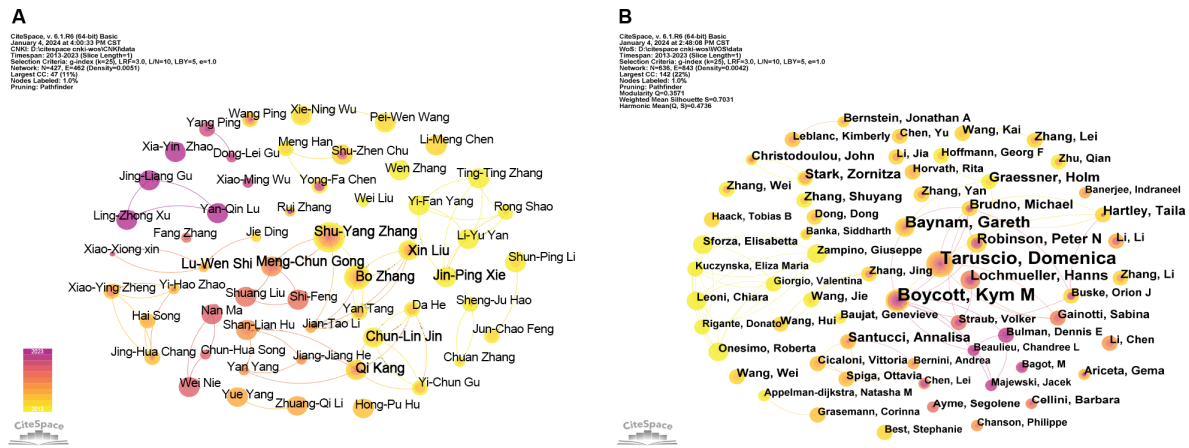 A
CiteSpace, v. 6.1.R6 (64-bit) Basic
January 4, 2024 at 4:00:33 PM CST
CNKI: D:\citespace cnki-wos\CNKI\data
Timespan: 2013-2023 (Slice Length=1)
Selection Criteria: g-index (k=25), LRF=3.0, L/N=10, LBY=5, e=1.0
Network: N=427, E=462 (Density=0.0051)
Largest CC: 47 (11%)
Nodes Labeled: 1.0%
Pruning: Pathfinder
Wang Ping
Xie-Ning Wu
Pei-Wen Wang
Yang Ping
Li-Meng Chen
Meng Han
Shu-Zhen Chu
Xia-Yin Zhao
Dong-Lei Gu
Wen Zhang
Jing-Liang Gu
Xiao-Ming Wu
Yong-Fa Chen
Ting-Ting Zhang
Wei Liu
Yi-Fan Yang
Ling-Zhong Xu
Yan-Qin Lu
Rui Zhang
Rong Shao
Fang Zhang
Jie Ding
Shu-Yang Zhang
Li-Yu Yan
Xiao-Xiong xin
Xin Liu
Shun-Ping Li
Lu-Wen Shi
Meng-Chun Gong
Bo Zhang
Jin-Ping Xie
Xiao-Ying Zheng
Yi-Hao Zhao
Shuang Liu
Shi-Feng
Da He
Sheng-Ju Hao
Nan Ma
Yan Tang
Hai Song
Shan-Lian Hu
Jian-Tao Li
Jun-Chao Feng
Chun-Lin Jin
Jing-Hua Chang
Chun-Hua Song
Jiang-Jiang He
Chuan Zhang
Yan Yang
Qi Kang
Wei Nie
Yi-Chun Gu
Yue Yang
Zhuang-Qi Li
Hong-Pu Hu
2023
2013
CiteSpace
B
CiteSpace, v. 6.1.R6 (64-bit) Basic
January 4, 2024 at 2:48:08 PM CST
WoS: D:\citespace cnki-wos\WOS\data
Timespan: 2013-2023 (Slice Length=1)
Selection Criteria: g-index (k=25), LRF=3.0, L/N=10, LBY=5, e=1.0
Network: N=636, E=843 (Density=0.0042)
Largest CC: 142 (22%)
Nodes Labeled: 1.0%
Pruning: Pathfinder
Modularity Q=0.3571
Weighted Mean Silhouette S=0.7031
Harmonic Mean(Q, S)=0.4736
Bernstein, Jonathan A
Leblanc, Kimberly
Chen, Yu
Wang, Kai
Zhang, Lei
Christodoulou, John
Li, Jia
Hoffmann, Georg F
Zhu, Qian
Stark, Zornitza
Horvath, Rita
Graessner, Holm
Zhang, Wei
Zhang, Shuyang
Zhang, Yan
Banerjee, Indraneel
Brudno, Michael
Haack, Tobias B
Dong, Dong
Baynam, Gareth
Hartley, Taila
Banka, Siddharth
Sforza, Elisabetta
Zampino, Giuseppe
Robinson, Peter N
Li, Li
Taruscio, Domenica
Kuczynska, Eliza Maria
Zhang, Jing
Lochmueller, Hanns
Zhang, Li
Giorgio, Valentina
Leoni, Chiara
Wang, Jie
Boycott, Kym M
Buske, Orion J
Rigante, Donato
Wang, Hui
Baujat, Genevieve
Straub, Volker
Gainotti, Sabina
Bulman, Dennis E
Santucci, Annalisa
Li, Chen
Onesimo, Roberta
Beaulieu, Chandree L
Cicaloni, Vittoria
Bernini, Andrea
Bagot, M
Wang, Wei
Spiga, Ottavia
Ariceta, Gema
Chen, Lei
Majewski, Jacek
Appelman-dijkstra, Natasha M
Ayme, Segolene
Cellini, Barbara
Grasemann, Corinna
Chanson, Philippe
Best, Stephanie
CiteSpace